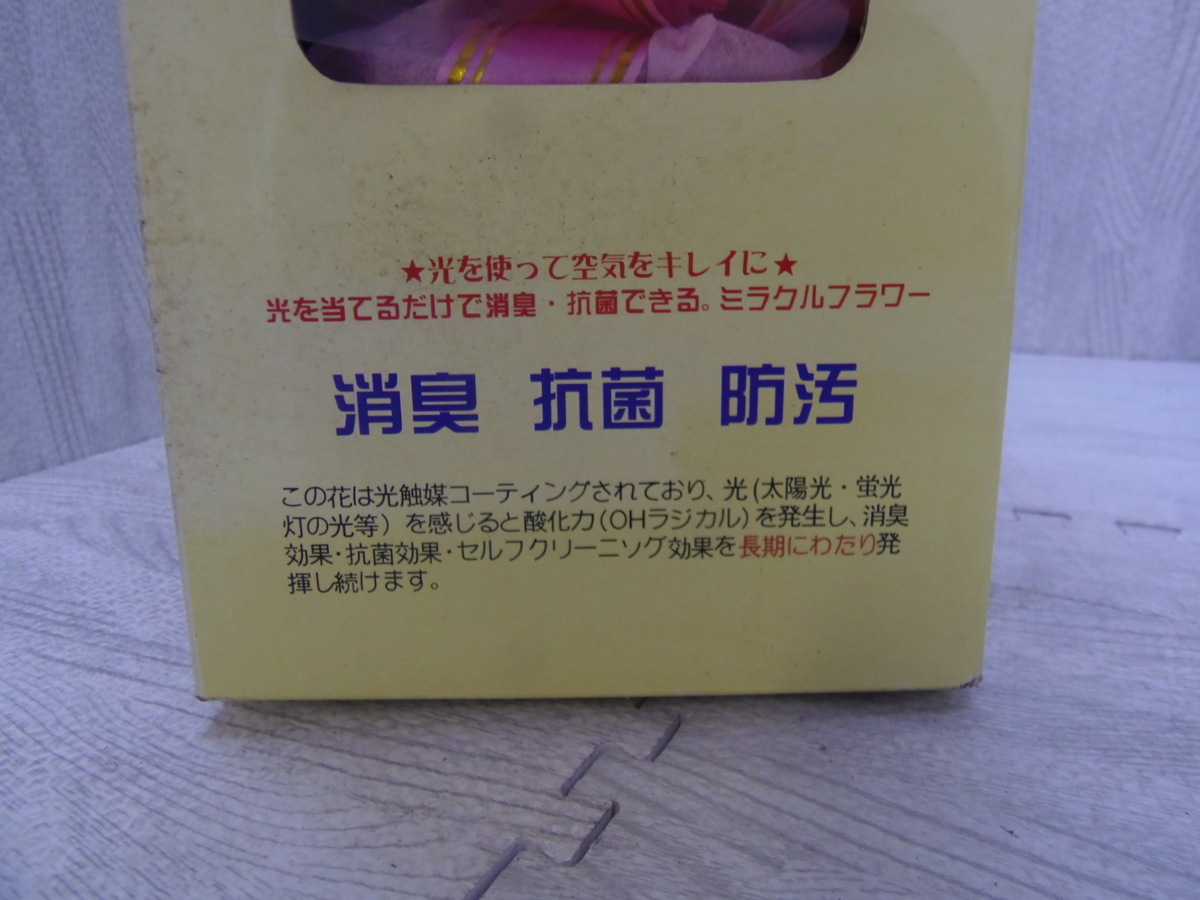 ★光を使って空気をキレイに★
光を当てるだけで消臭・抗菌できる。ミラクルフラワー
消臭 抗菌 防汚
この花は光触媒コーティングされており、光(太陽光・蛍光
灯の光等）を感じると酸化力(OHラジカル)を発生し、消臭
効果・抗菌効果・セルフクリーニソグ効果を長期にわたり発
揮し続けます。